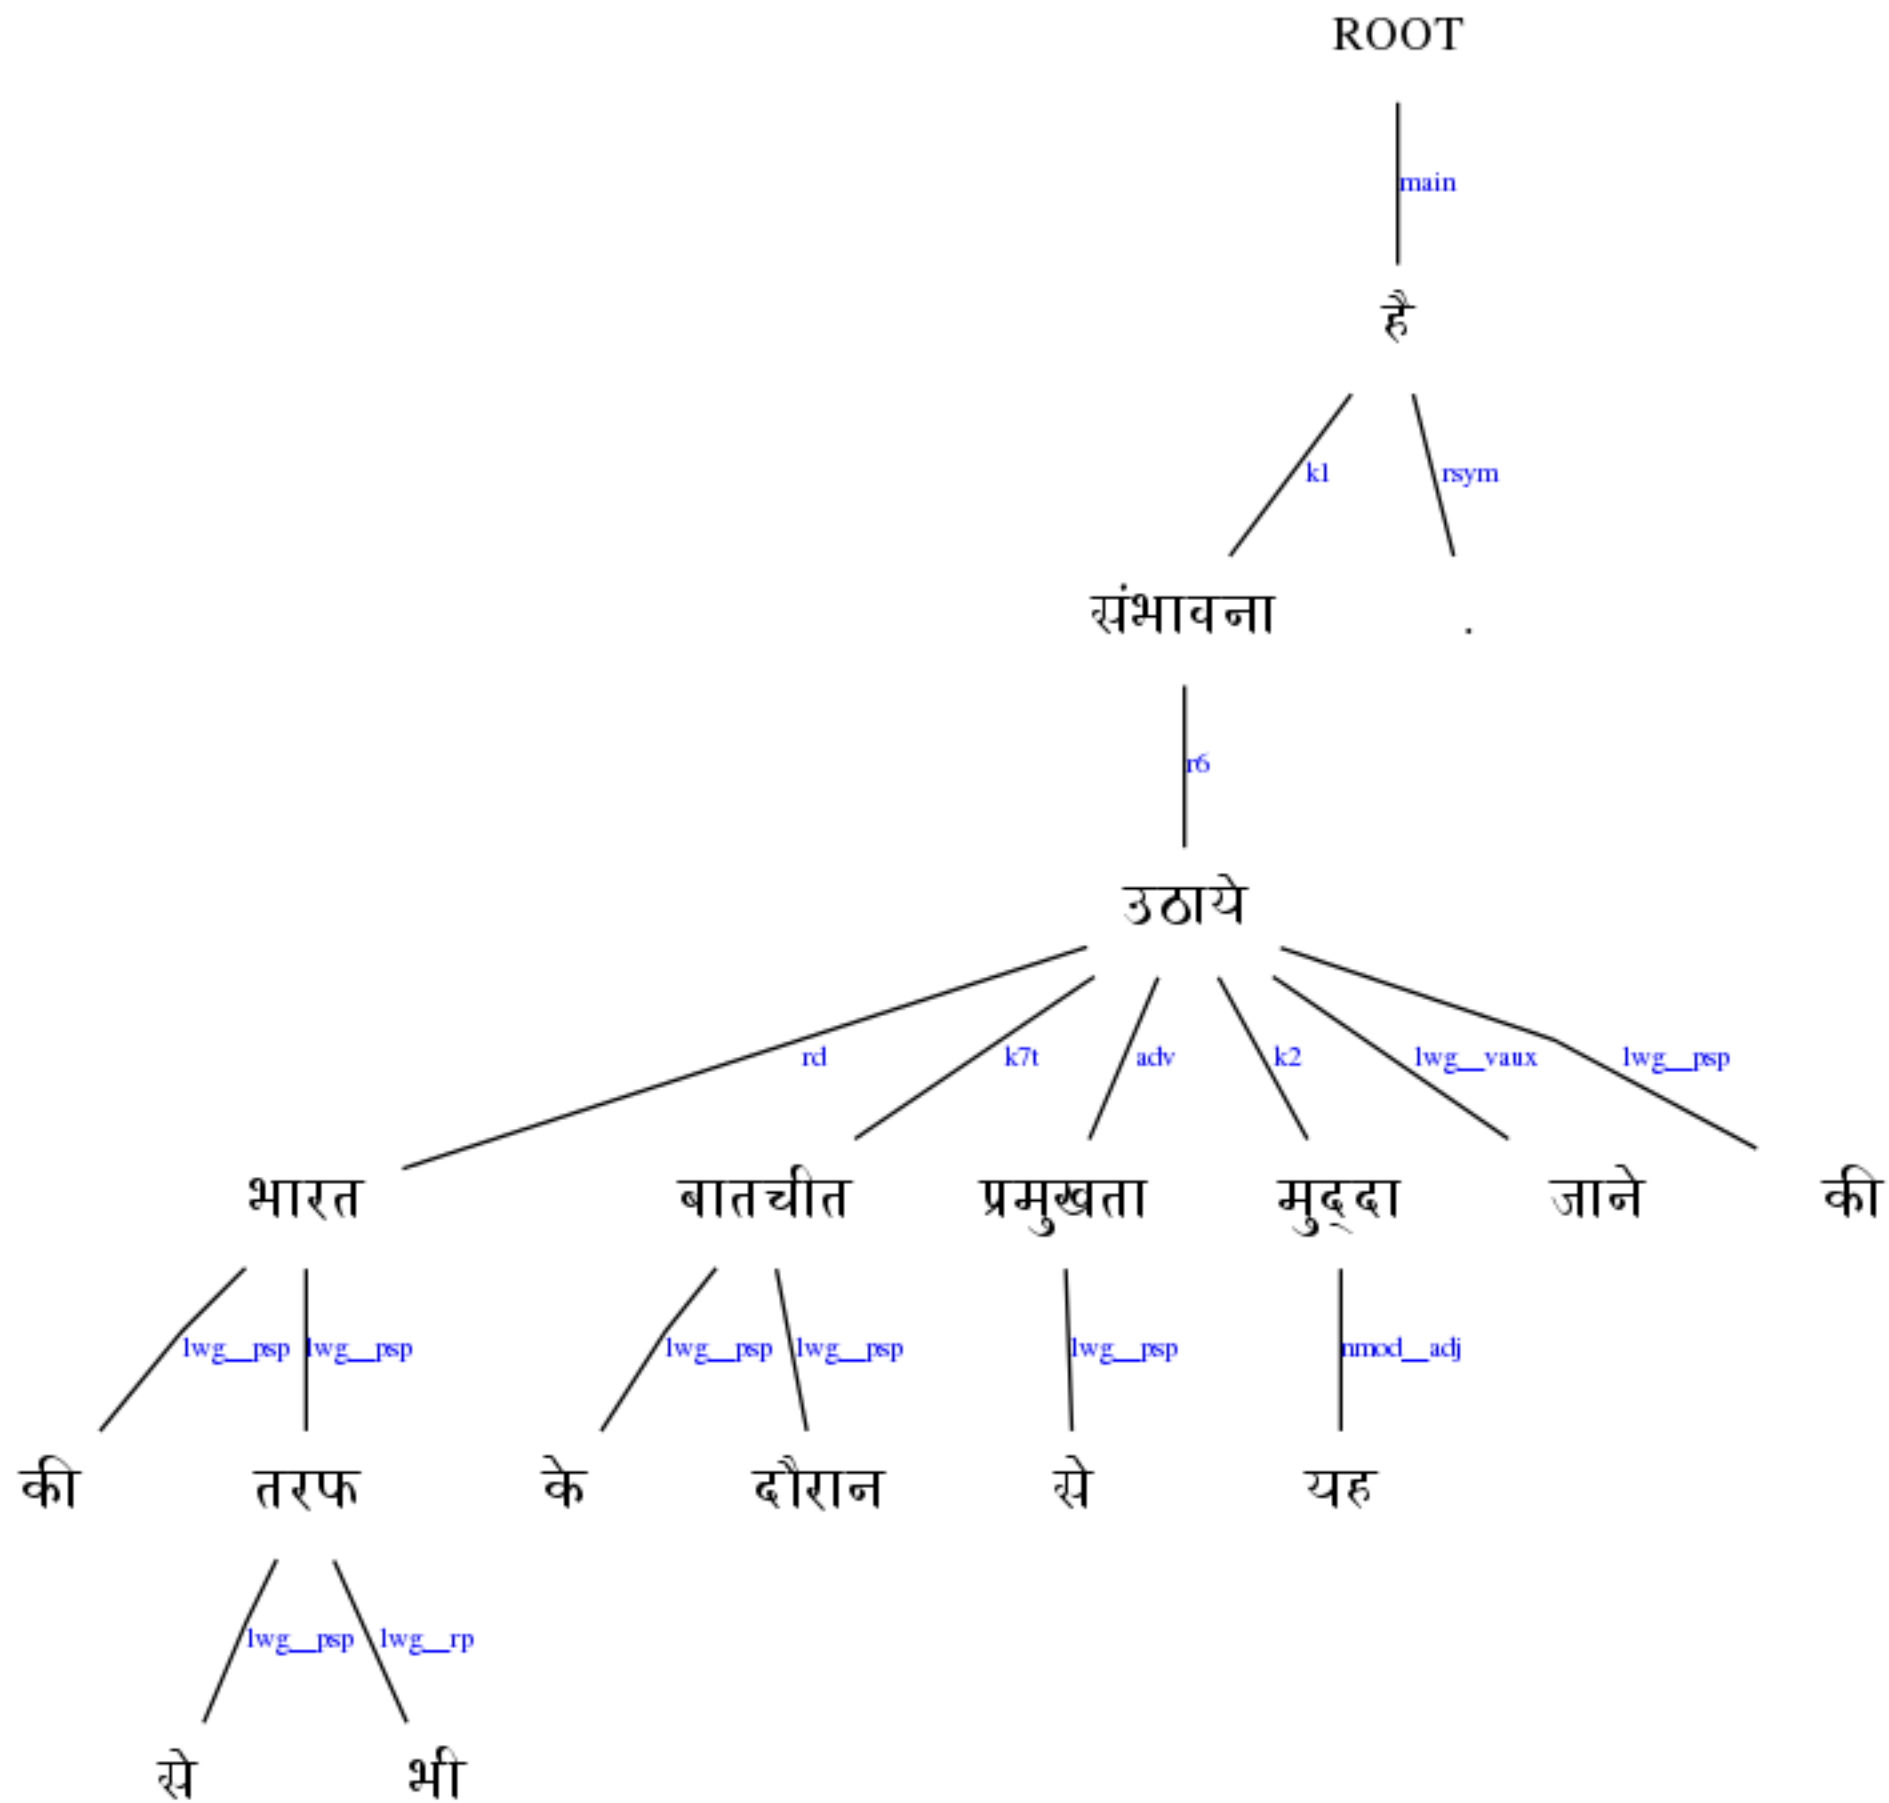 ROOT
main
है
k1 rsym
संभावना .
r6
उठाये
rd k7t adv k2 lwg__vaux lwg__psp
भारत बातचीत प्रमुखता मुद्‌दा जाने की
lwg__psp lwg__psp lwg__psp lwg__psp lwg__psp nmod__adj
की तरफ के दौरान से यह
lwg__psp lwg__rp
से भी